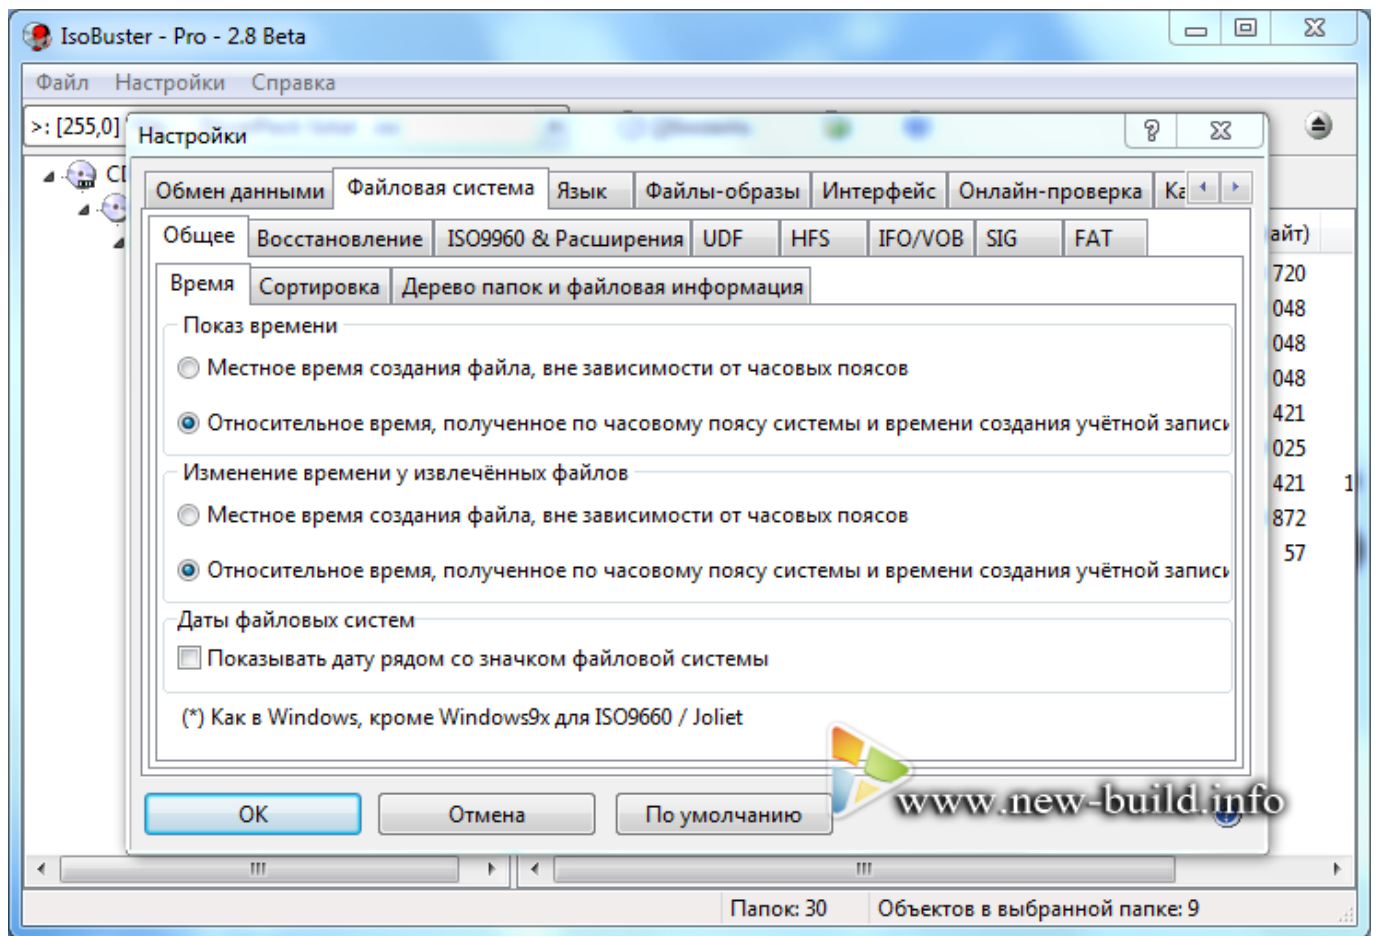 IsoBuster - Pro - 2.8 Beta
Файл Настройки Справка
>: [255,0]
Настройки
Обмен данными Файловая система Язык Файлы-образы Интерфейс Онлайн-проверка
Общее Восстановление ISO9960 & Расширения UDF HFS IFO/VOB SIG FAT
Время Сортировка Дерево папок и файловая информация
Показ времени
Местное время создания файла, вне зависимости от часовых поясов
Относительное время, полученное по часовому поясу системы и времени создания учётной записи
Изменение времени у извлечённых файлов
Местное время создания файла, вне зависимости от часовых поясов
Относительное время, полученное по часовому поясу системы и времени создания учётной записи
Даты файловых систем
Показывать дату рядом со значком файловой системы
(*) Как в Windows, кроме Windows9x для ISO9660 / Joliet
OK Отмена По умолчанию
www.new-build.info
айт)
720
048
048
048
421
025
421 1
872
57
Папок: 30 Объектов в выбранной папке: 9